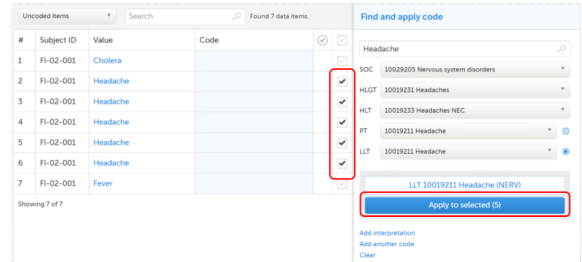 Uncoded items Search Found 7 data items.
# Subject ID Value Code
1 FI-02-001 Cholera
2 FI-02-001 Headache
3 FI-02-001 Headache
4 FI-02-001 Headache
5 FI-02-001 Headache
6 FI-02-001 Headache
7 FI-02-001 Fever
Showing 7 of 7
Find and apply code
Headache
SOC 10029205 Nervous system disorders
HLGT 10019231 Headaches
HLT 10019233 Headaches NEC
PT 10019211 Headache
LLT 10019211 Headache
LLT 10019211 Headache (NERV)
Apply to selected (5)
Add interpretation
Add another code
Clear